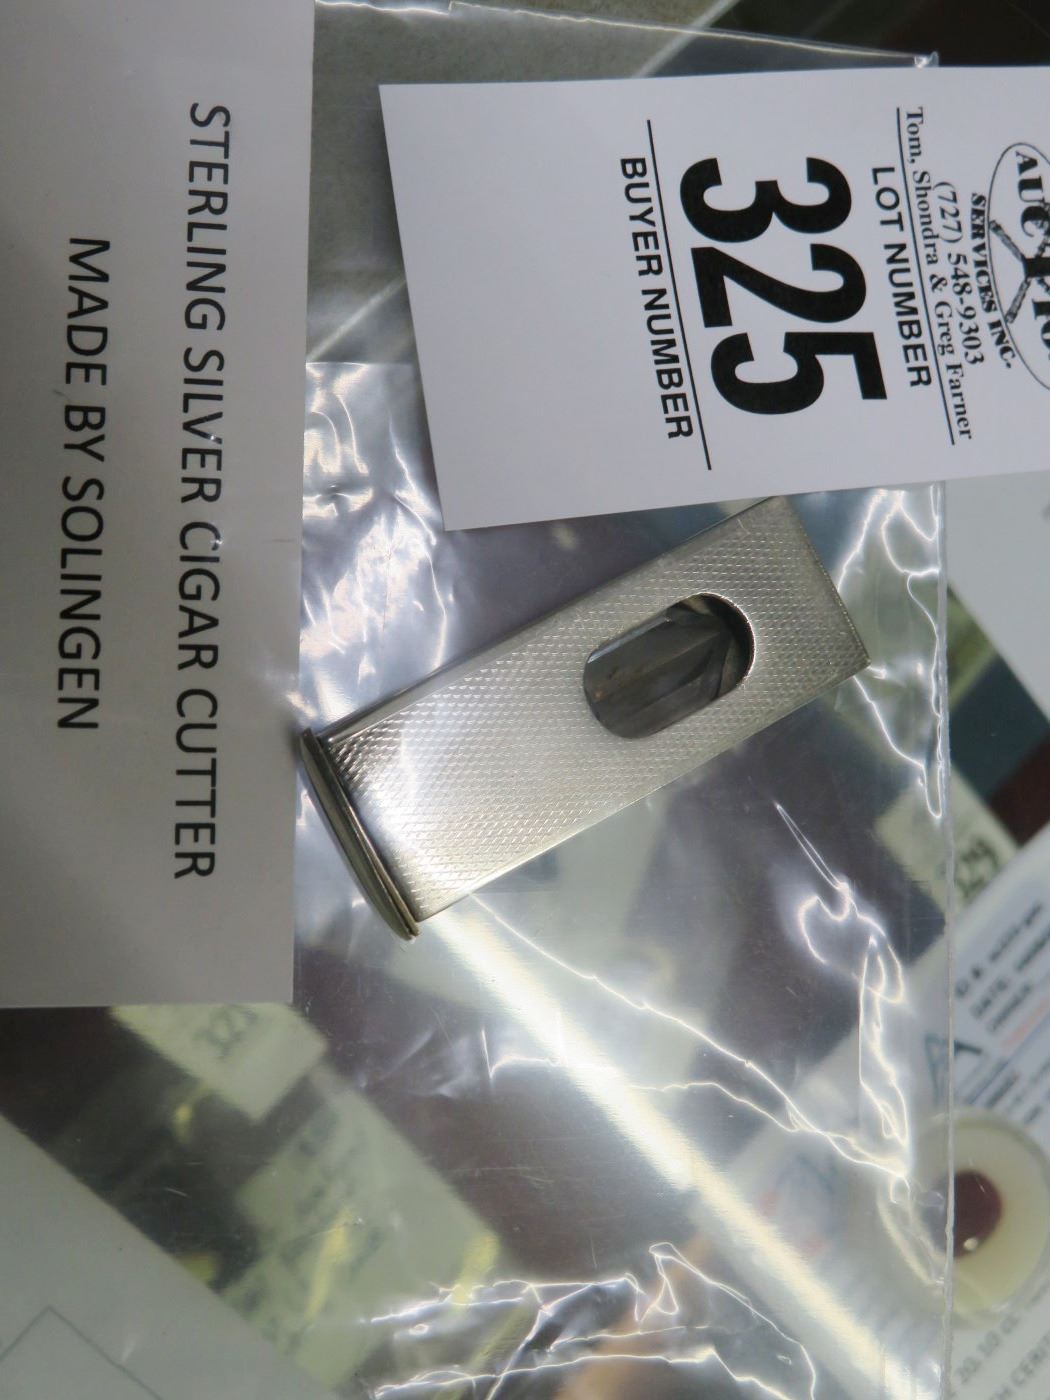 SERVICES INC.
(727) 548-9303
Tom, Shondra & Greg Farner
LOT NUMBER
325
BUYER NUMBER
STERLING SILVER CIGAR CUTTER
MADE BY SOLINGEN
329